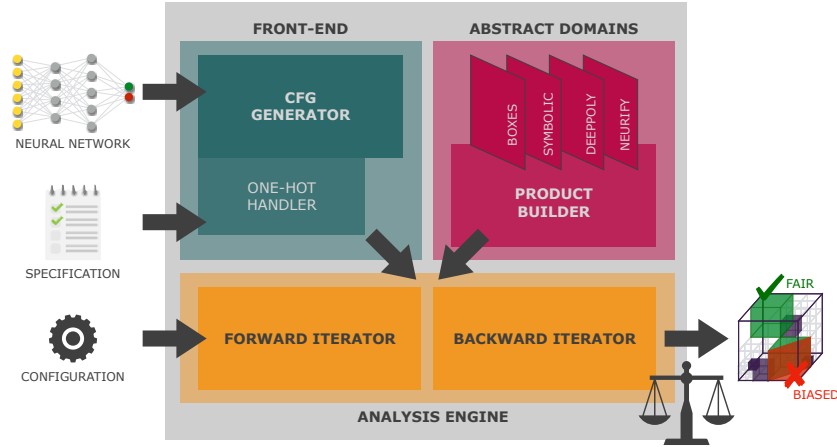 FRONT-END
ABSTRACT DOMAINS
CFG
GENERATOR
ONE-HOT
HANDLER
BOXES
SYMBOLIC
DEEPPOLY
NEURIFY
PRODUCT
BUILDER
NEURAL NETWORK
SPECIFICATION
CONFIGURATION
FORWARD ITERATOR
BACKWARD ITERATOR
ANALYSIS ENGINE
FAIR
BIASED